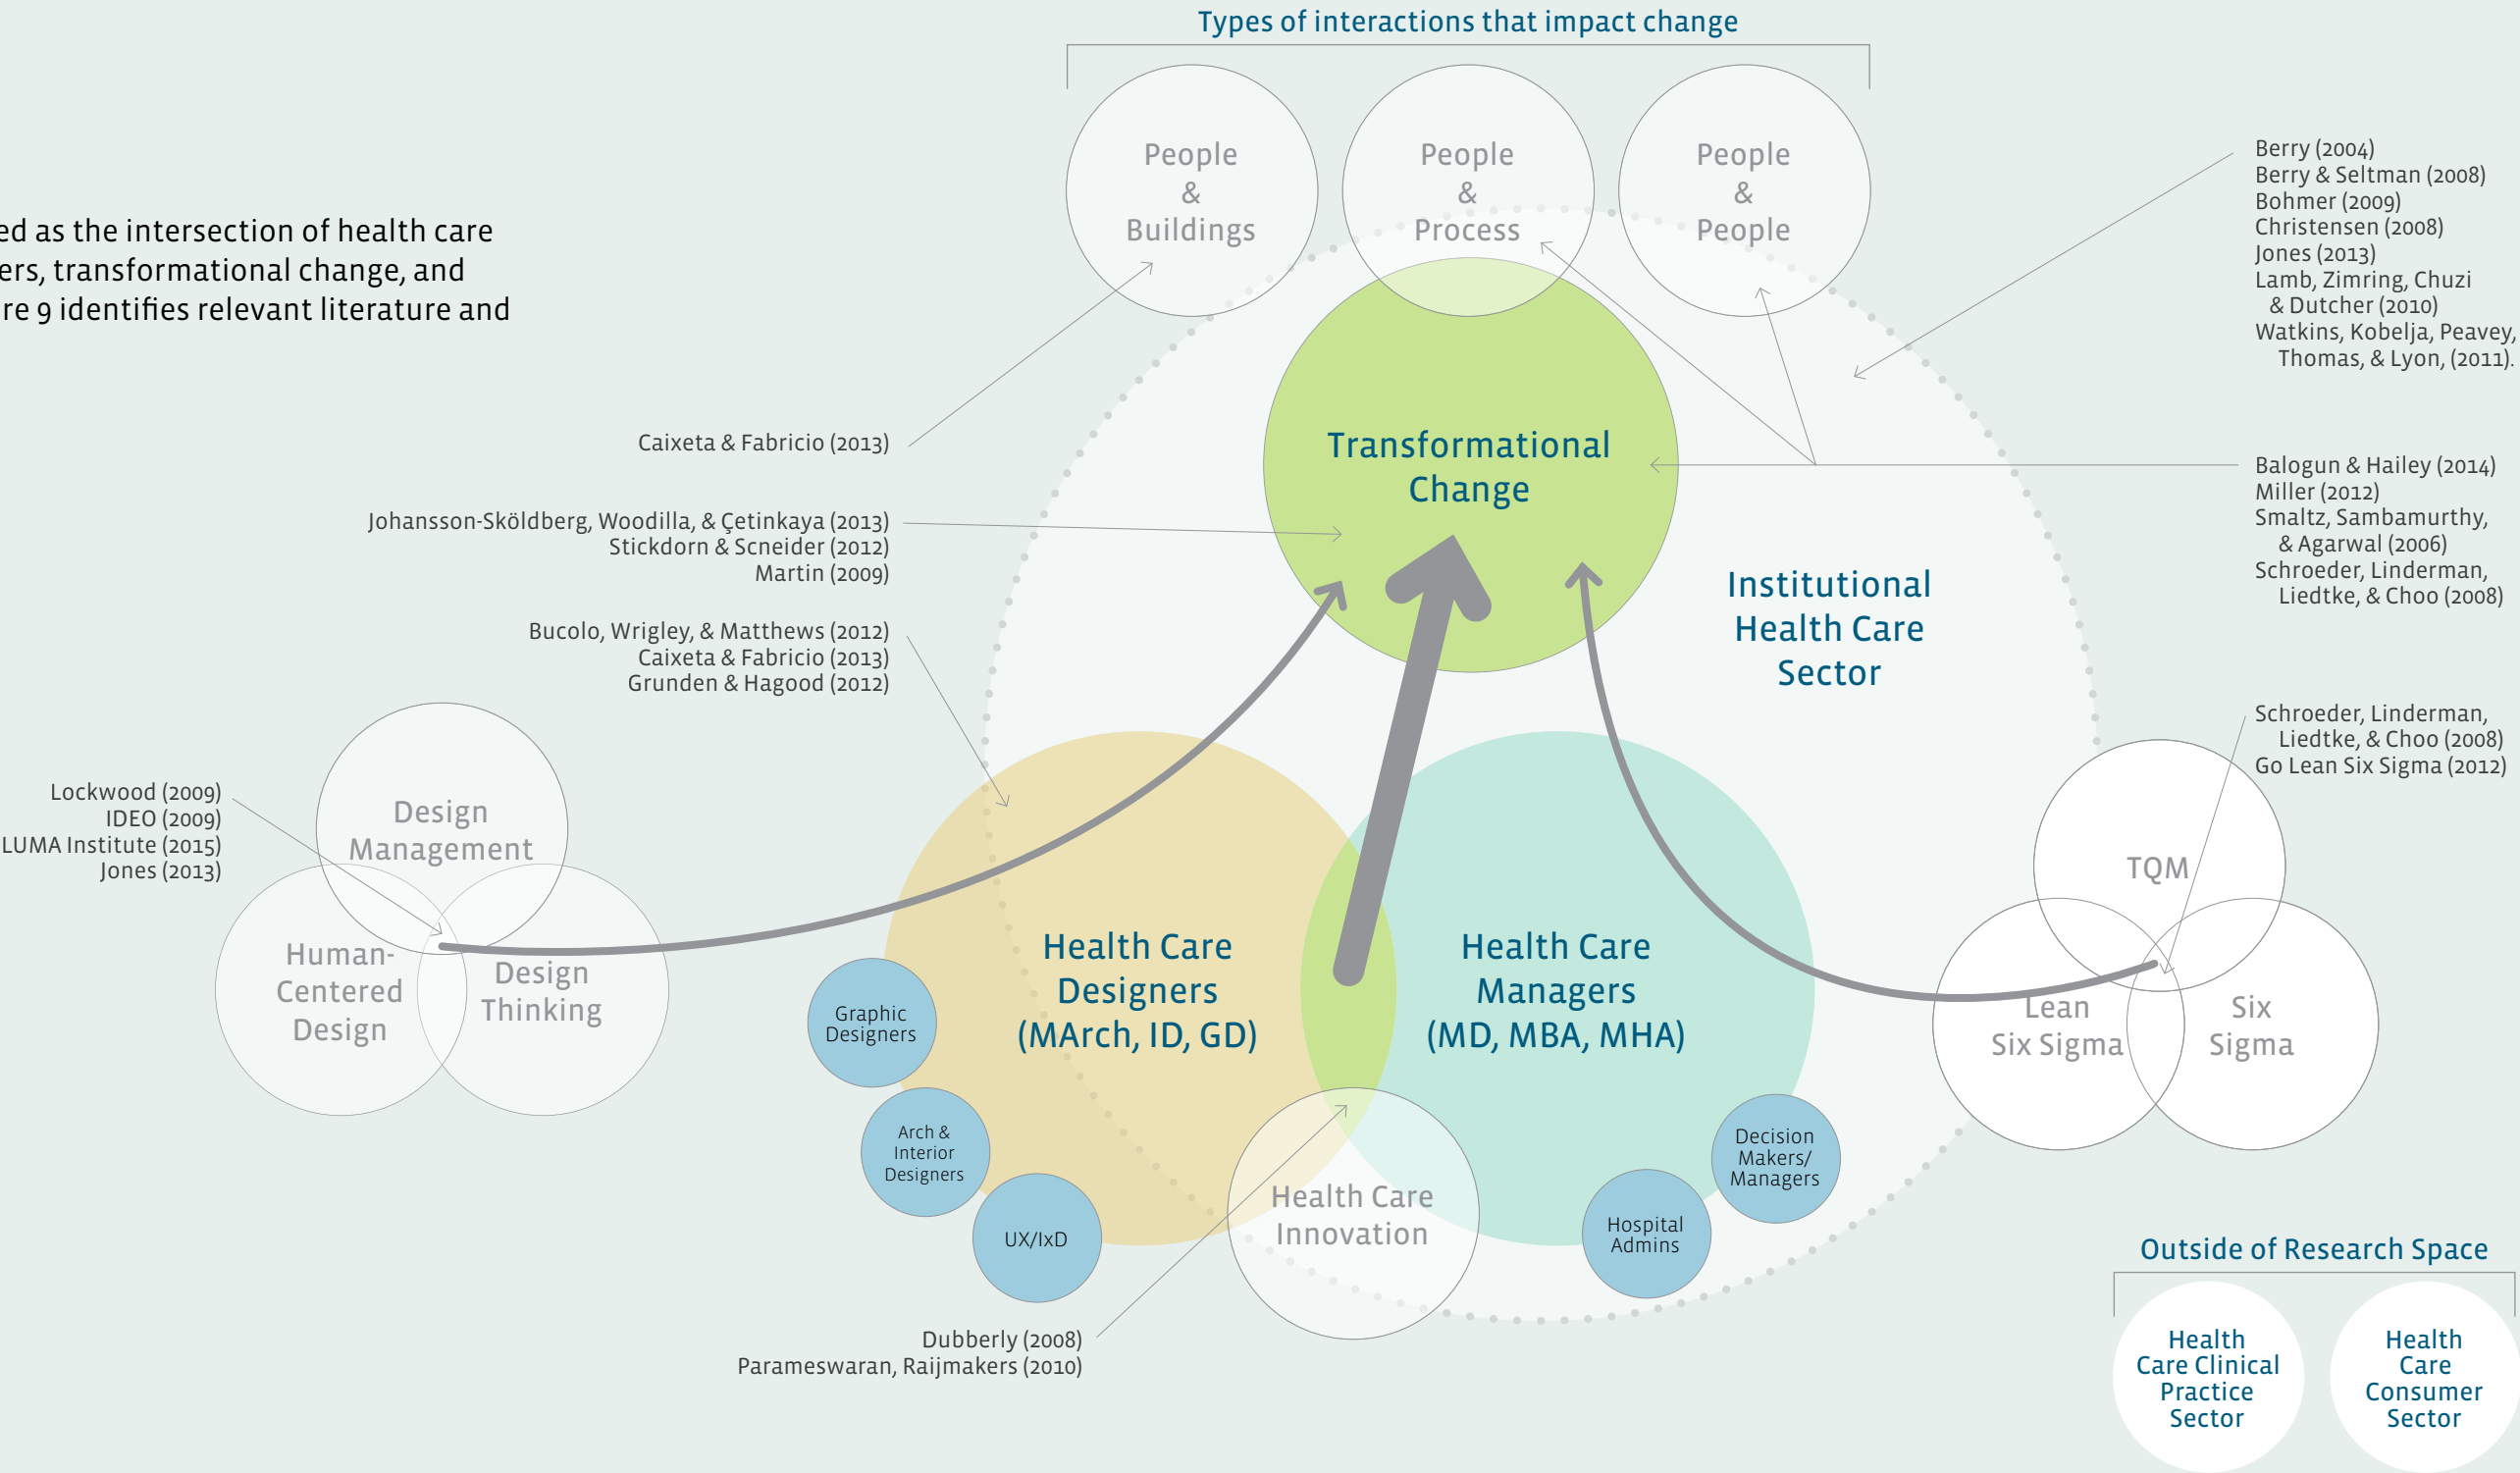 Types of interactions that impact change
People
&
Buildings
People
&
Process
People
&
People
ed as the intersection of health care
ers, transformational change, and
re 9 identifies relevant literature and
Berry (2004)
Berry & Seltman (2008)
Bohmer (2009)
Christensen (2008)
Jones (2013)
Lamb, Zimring, Chuzi
& Dutcher (2010)
Watkins, Kobelja, Peavey,
Thomas, & Lyon, (2011).
Caixeta & Fabricio (2013)
Transformational
Change
Balogun & Hailey (2014)
Miller (2012)
Smaltz, Sambamurthy,
& Agarwal (2006)
Schroeder, Linderman,
Liedtke, & Choo (2008)
Johansson-Sköldberg, Woodilla, & Çetinkaya (2013)
Stickdorn & Scneider (2012)
Martin (2009)
Institutional
Health Care
Sector
Bucolo, Wrigley, & Matthews (2012)
Caixeta & Fabricio (2013)
Grunden & Hagood (2012)
Schroeder, Linderman,
Liedtke, & Choo (2008)
Go Lean Six Sigma (2012)
Lockwood (2009)
IDEO (2009)
LUMA Institute (2015)
Jones (2013)
Design
Management
Human-
Centered
Design
Design
Thinking
Health Care
Designers
(MArch, ID, GD)
Health Care
Managers
(MD, MBA, MHA)
TQM
Lean
Six Sigma
Six
Sigma
Graphic
Designers
Arch &
Interior
Designers
UX/IxD
Health Care
Innovation
Hospital
Admins
Decision
Makers/
Managers
Dubberly (2008)
Parameswaran, Raijmakers (2010)
Outside of Research Space
Health
Care Clinical
Practice
Sector
Health
Care
Consumer
Sector